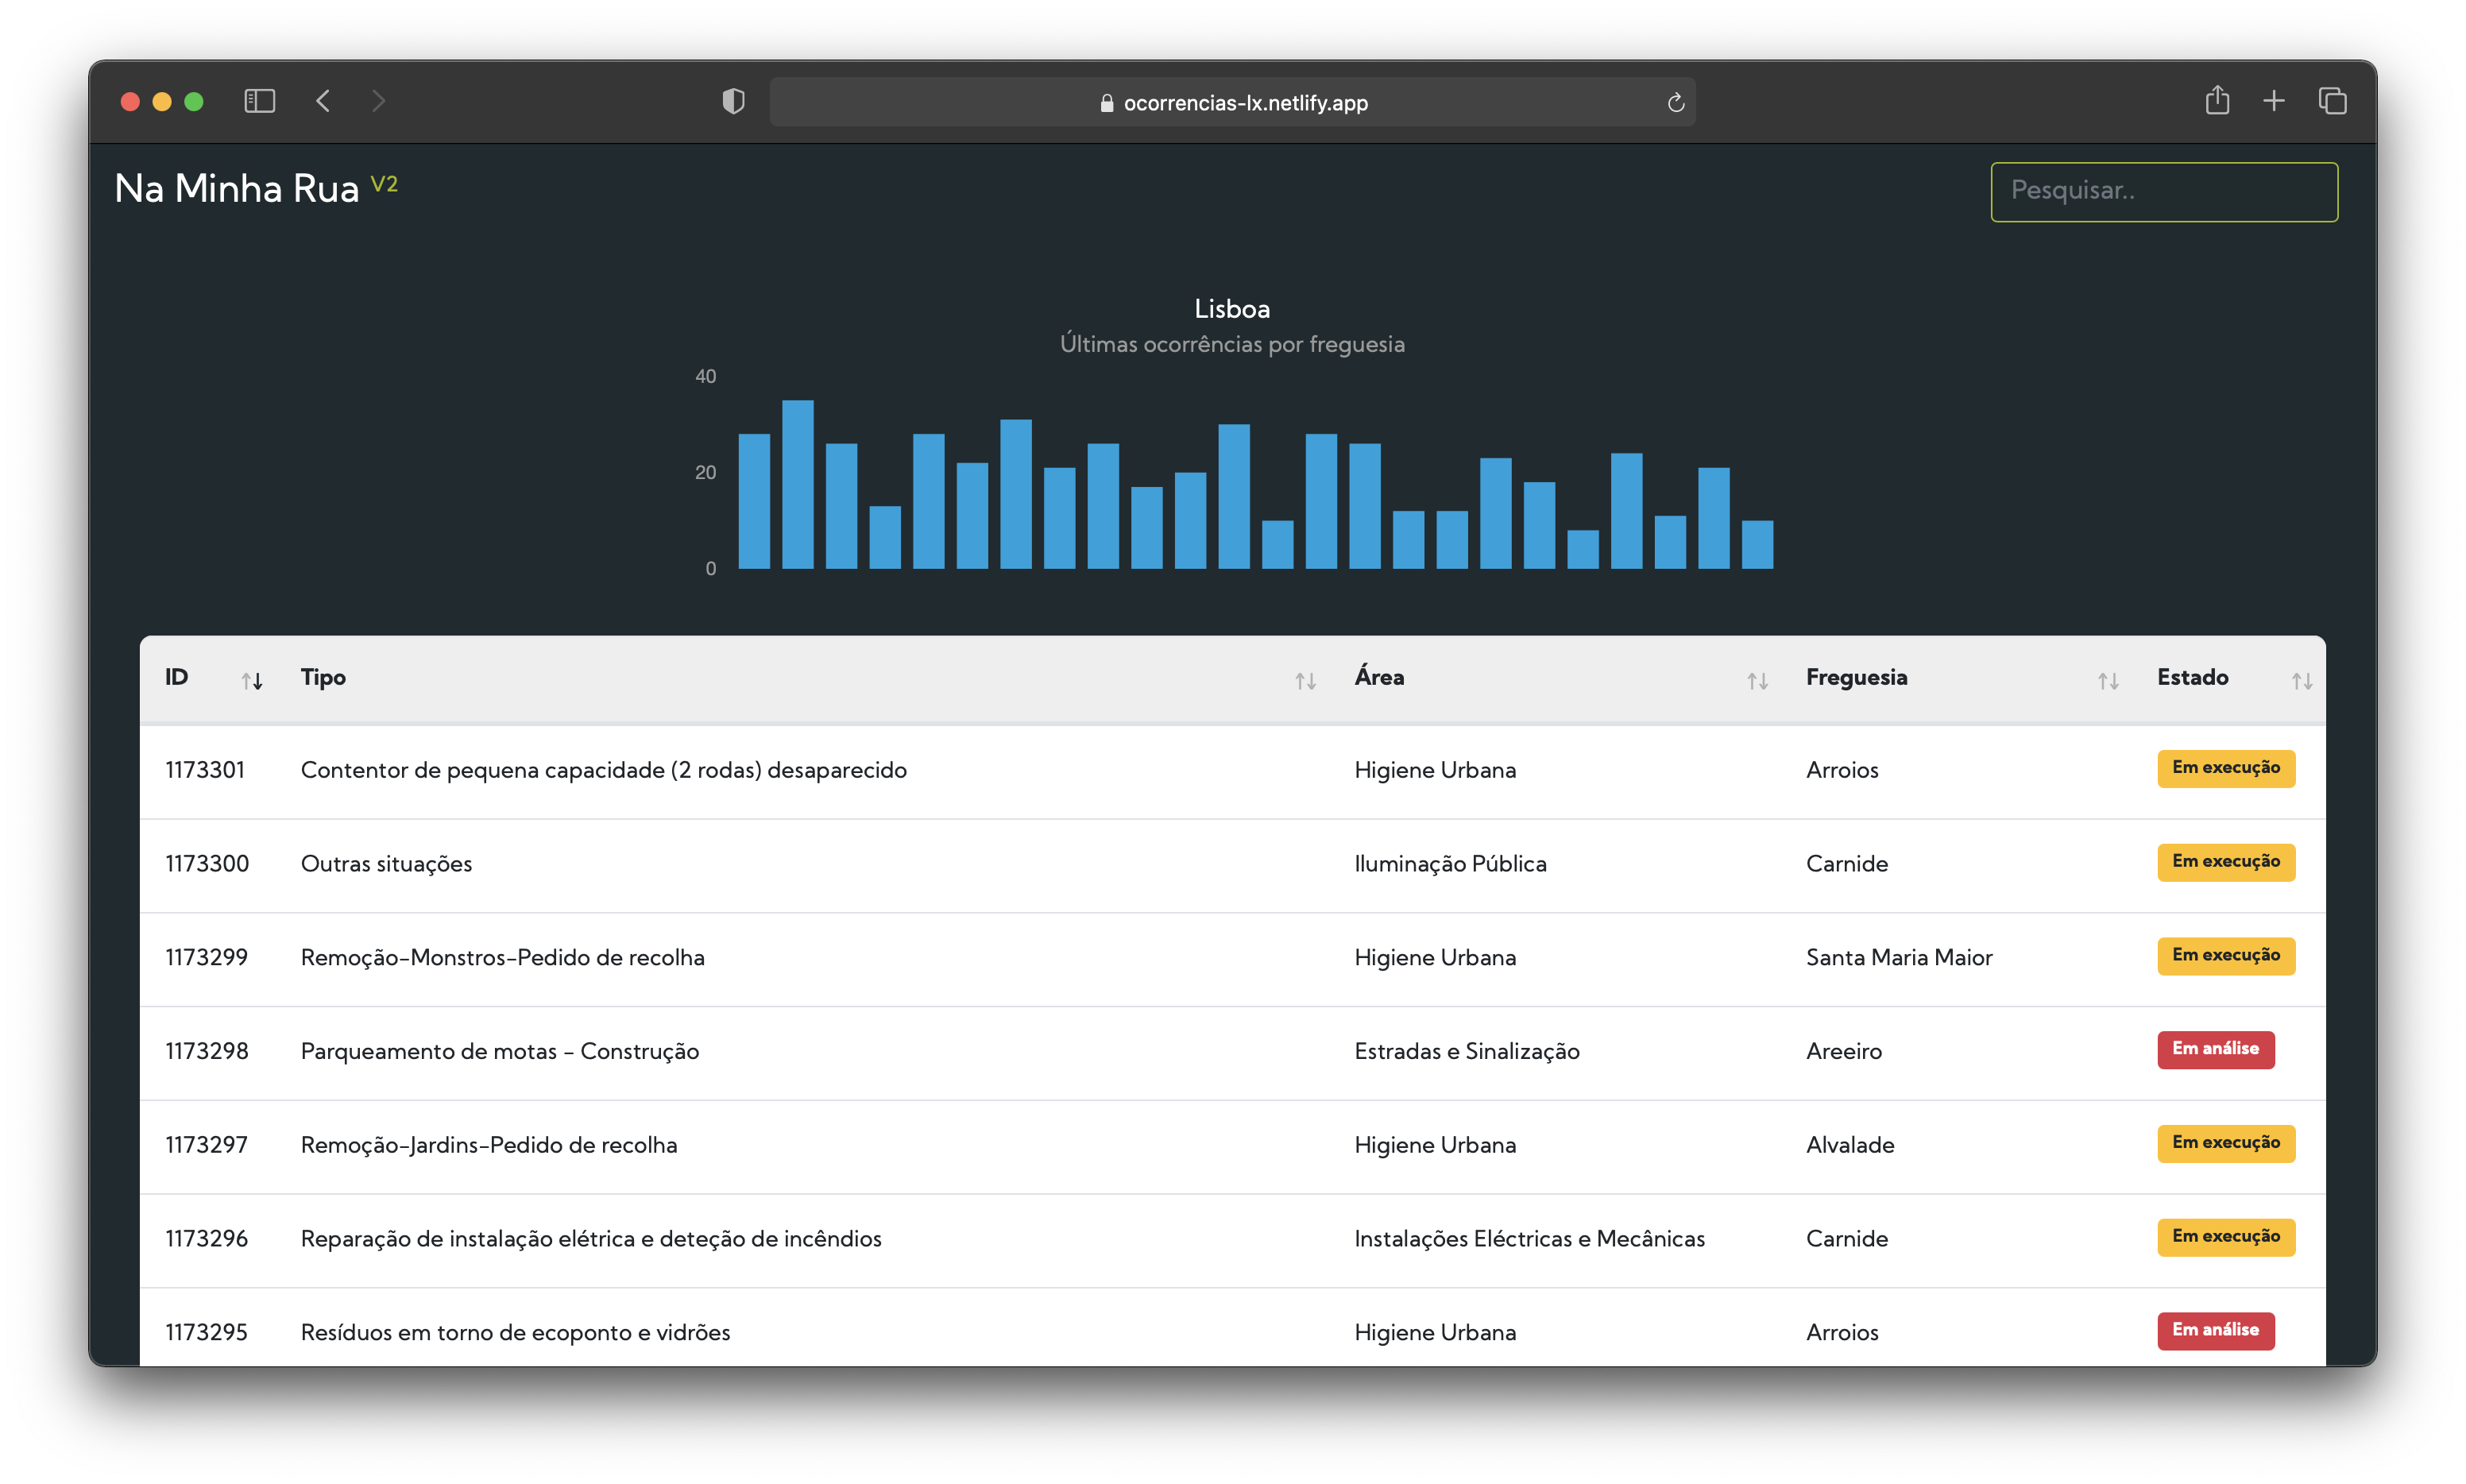 ocorrencias-lx.netlify.app
Na Minha Rua V2
Pesquisar..
Lisboa
Últimas ocorrências por freguesia
40
20
0
ID Tipo Área Freguesia Estado
1173301 Contentor de pequena capacidade (2 rodas) desaparecido Higiene Urbana Arroios Em execução
1173300 Outras situações Iluminação Pública Carnide Em execução
1173299 Remoção-Monstros-Pedido de recolha Higiene Urbana Santa Maria Maior Em execução
1173298 Parqueamento de motas - Construção Estradas e Sinalização Areeiro Em análise
1173297 Remoção-Jardins-Pedido de recolha Higiene Urbana Alvalade Em execução
1173296 Reparação de instalação elétrica e deteção de incêndios Instalações Eléctricas e Mecânicas Carnide Em execução
1173295 Resíduos em torno de ecoponto e vidrões Higiene Urbana Arroios Em análise